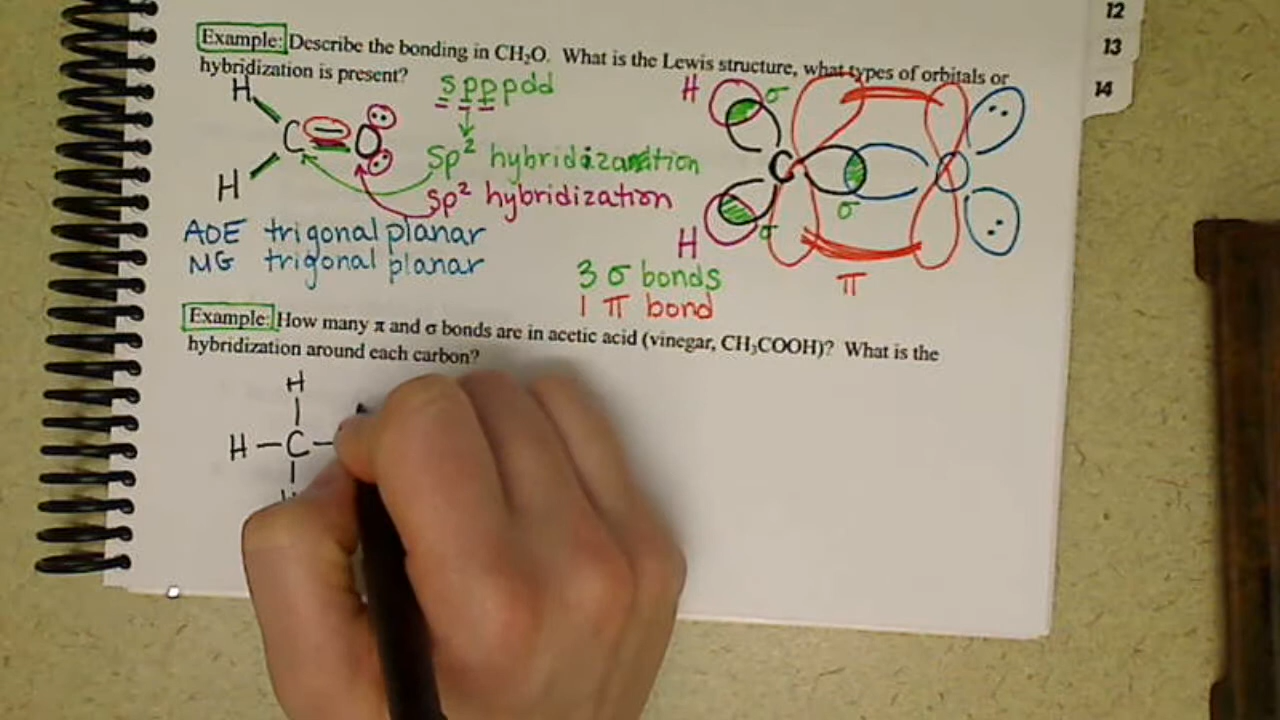 12
13
14
Example: Describe the bonding in CH₂O. What is the Lewis structure, what types of orbitals or
hybridization is present?
H
C
O
H
spppdd
sp² hybridization
sp² hybridization
AOE trigonal planar
MG trigonal planar
H
σ
C
σ
H
σ
π
3 σ bonds
1 π bond
Example: How many π and σ bonds are in acetic acid (vinegar, CH₃COOH)? What is the
hybridization around each carbon?
H
H – C –